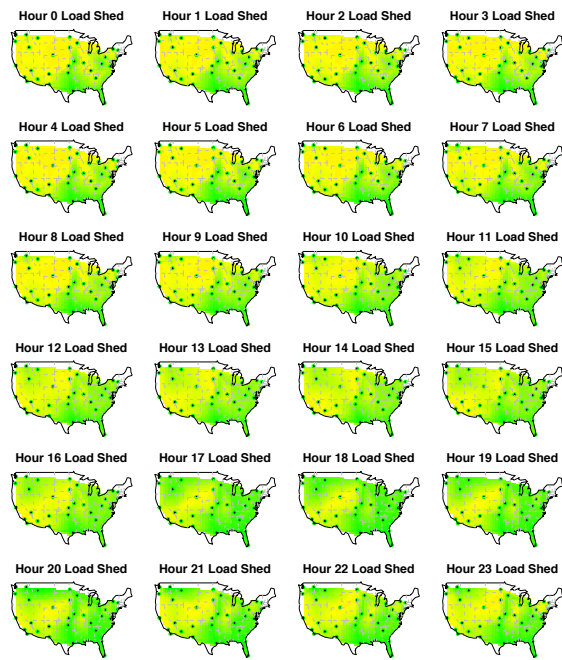 Hour 0 Load Shed Hour 1 Load Shed Hour 2 Load Shed Hour 3 Load Shed
Hour 4 Load Shed Hour 5 Load Shed Hour 6 Load Shed Hour 7 Load Shed
Hour 8 Load Shed Hour 9 Load Shed Hour 10 Load Shed Hour 11 Load Shed
Hour 12 Load Shed Hour 13 Load Shed Hour 14 Load Shed Hour 15 Load Shed
Hour 16 Load Shed Hour 17 Load Shed Hour 18 Load Shed Hour 19 Load Shed
Hour 20 Load Shed Hour 21 Load Shed Hour 22 Load Shed Hour 23 Load Shed